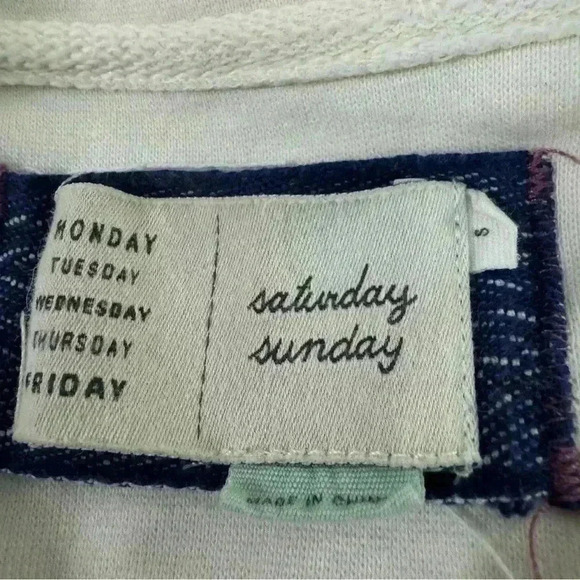 MONDAY
TUESDAY
WEDNESDAY
THURSDAY
FRIDAY
saturday
sunday
S
MADE IN CHINA